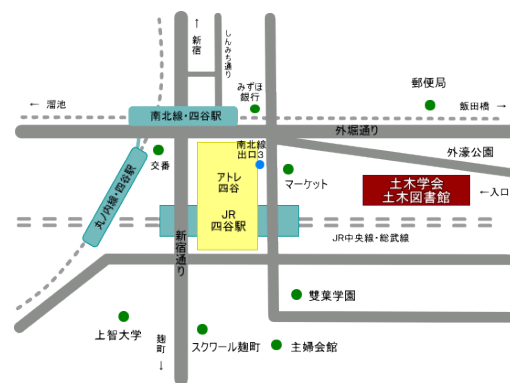 ↑
新宿
しんみち通り
みずほ
銀行
郵便局
← 溜池
南北線・四谷駅
飯田橋 →
外堀通り
交番
南北線
出口3
外濠公園
アトレ
四谷
マーケット
土木学会
土木図書館
←入口
丸ノ内線・四谷駅
JR
四谷駅
新宿通り
JR中央線・総武線
雙葉学園
上智大学
麹町
↓
スクワール麹町
主婦会館